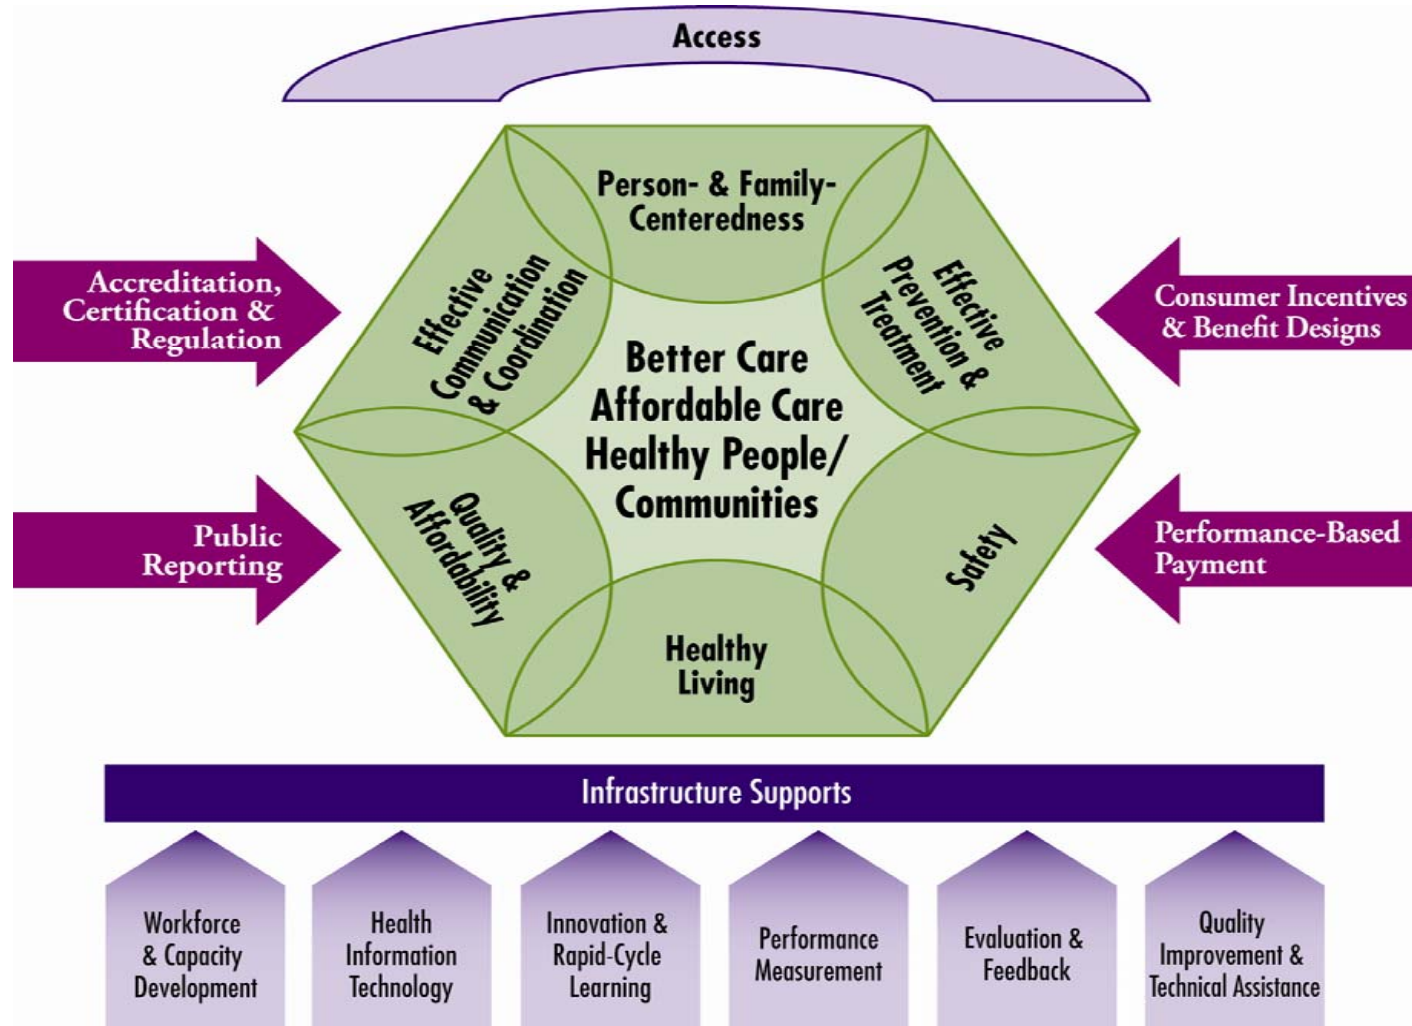 Access
Person- & Family-
Centeredness
Effective
Communication
& Coordination
Effective
Prevention &
Treatment
Accreditation,
Certification &
Regulation
Consumer Incentives
& Benefit Designs
Better Care
Affordable Care
Healthy People/
Communities
Public
Reporting
Quality &
Affordability
Safety
Performance-Based
Payment
Healthy
Living
Infrastructure Supports
Workforce
& Capacity
Development
Health
Information
Technology
Innovation &
Rapid-Cycle
Learning
Performance
Measurement
Evaluation &
Feedback
Quality
Improvement &
Technical Assistance